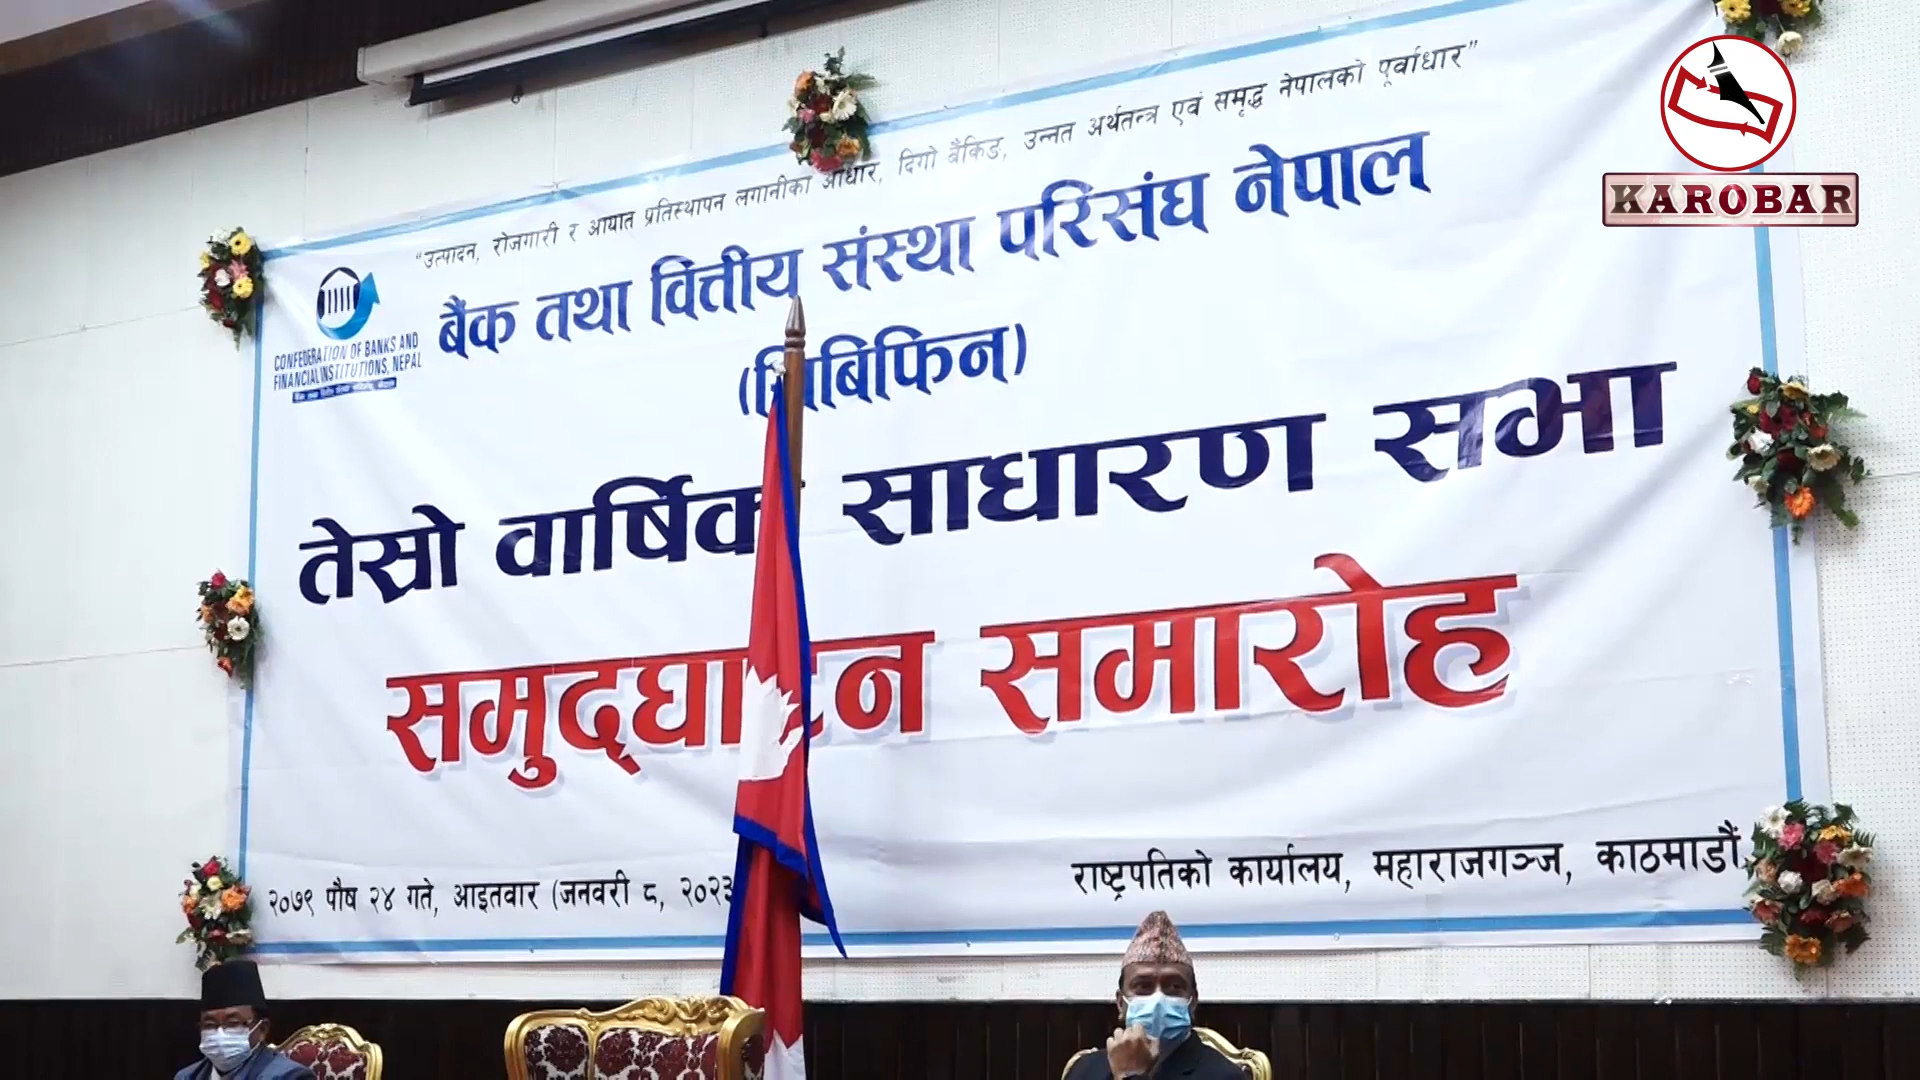 "उत्पादन, रोजगारी र आयात प्रतिस्थापन लगानीका आधार, दिगो बैंकिङ, उन्नत अर्थतन्त्र एवं समृद्ध नेपालको पूर्वाधार"
KAROBAR
बैंक तथा वित्तीय संस्था परिसंघ नेपाल
CONFEDERATION OF BANKS AND
FINANCIAL INSTITUTIONS, NEPAL
बैंक तथा वित्तीय संस्था परिसंघ, नेपाल
तेस्रो वार्षिक साधारण सभा
समुद्घाटन समारोह
२०७९ पौष २४ गते, आइतवार (जनवरी ८, २०२३
राष्ट्रपतिको कार्यालय, महाराजगञ्ज, काठमाडौं